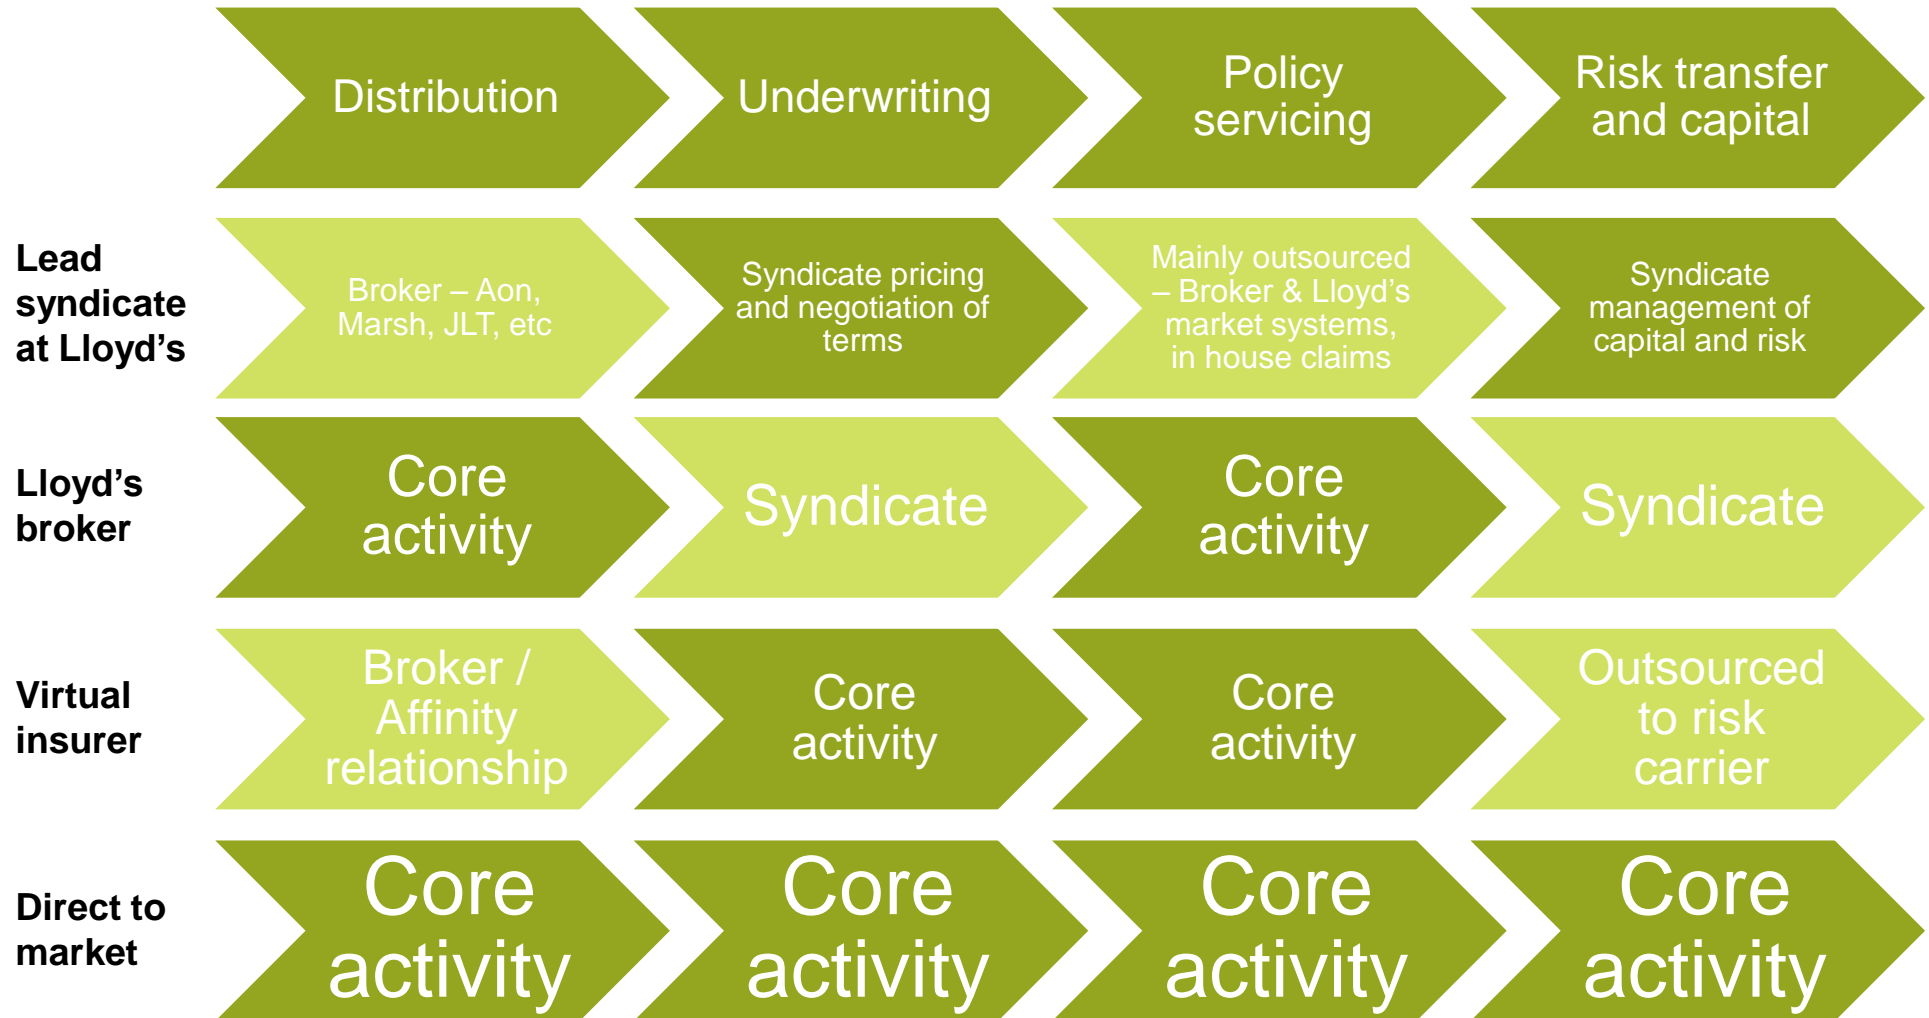 Distribution
Underwriting
Policy
servicing
Risk transfer
and capital
Lead
syndicate
at Lloyd’s
Broker – Aon,
Marsh, JLT, etc
Syndicate pricing
and negotiation of
terms
Mainly outsourced
– Broker & Lloyd’s
market systems,
in house claims
Syndicate
management of
capital and risk
Lloyd’s
broker
Core
activity
Syndicate
Core
activity
Syndicate
Virtual
insurer
Broker /
Affinity
relationship
Core
activity
Core
activity
Outsourced
to risk
carrier
Direct to
market
Core
activity
Core
activity
Core
activity
Core
activity